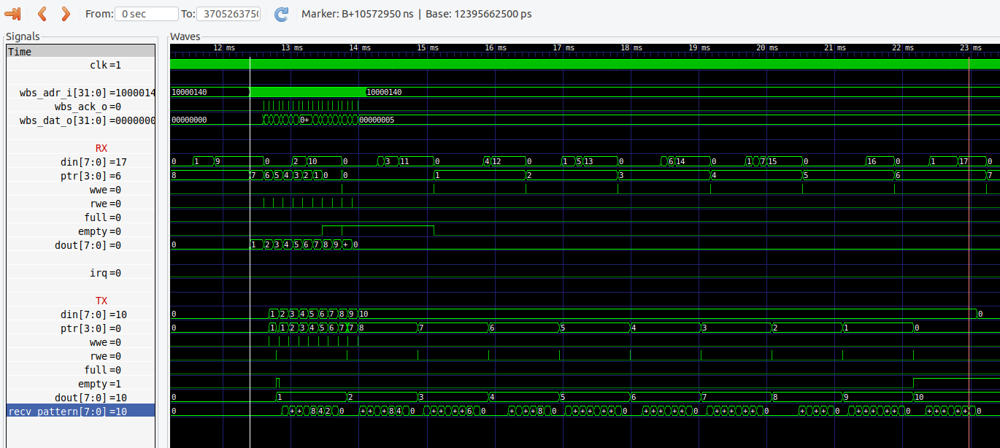 From: 0 sec To: 3705263750 Marker: B+10572950 ns | Base: 12395662500 ps
Signals Waves
Time 12 ms 13 ms 14 ms 15 ms 16 ms 17 ms 18 ms 19 ms 20 ms 21 ms 22 ms 23 ms
clk=1
wbs_adr_i[31:0]=1000014 10000140 10000140
wbs_ack_o=0
wbs_dat_o[31:0]=0000000 00000000 0+ 00000005
RX
din[7:0]=17 0 1 9 0 2 10 0 3 11 0 4 12 0 1 5 13 0 6 14 0 1 7 15 0 16 0 1 17 0
ptr[3:0]=6 8 7 6 5 4 3 2 1 0 0 1 2 3 4 5 6 7
wwe=0
rwe=0
full=0
empty=0
dout[7:0]=0 0 1 2 3 4 5 6 7 8 9 + 0
irq=0
TX
din[7:0]=10 0 1 2 3 4 5 6 7 8 9 10 0
ptr[3:0]=0 0 1 1 2 3 4 5 6 7 7 8 7 6 5 4 3 2 1 0
wwe=0
rwe=0
full=0
empty=1
dout[7:0]=10 0 1 2 3 4 5 6 7 8 9 10
recv_pattern[7:0]=10 0 + + 8 4 2 0 + + 8 4 0 + + + 6 0 + + 8 0 + + + + + 0 + + + + + 0 + + + + + 0 + + + 0 + + + + 0 + + + + + 0